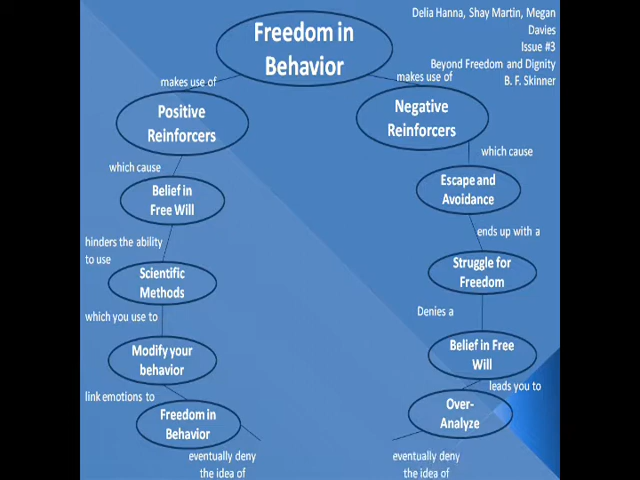 Delia Hanna, Shay Martin, Megan
Davies
Issue #3
Beyond Freedom and Dignity
B. F. Skinner
Freedom in
Behavior
makes use of
makes use of
Positive
Reinforcers
Negative
Reinforcers
which cause
which cause
Belief in
Free Will
Escape and
Avoidance
hinders the ability
to use
ends up with a
Scientific
Methods
Struggle for
Freedom
which you use to
Denies a
Modify your
behavior
Belief in Free
Will
link emotions to
leads you to
Freedom in
Behavior
Over-
Analyze
eventually deny
the idea of
eventually deny
the idea of